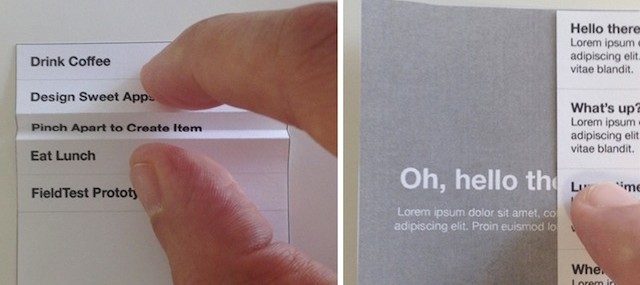 Drink Coffee
Design Sweet Apps
Pinch Apart to Create Item
Eat Lunch
FieldTest
Oh, hello
Lorem ipsum dolor sit amet,
adipiscing elit. Proin euismod
Hello there
Lorem ipsum
adipiscing elit.
vitae blandit.
What's up?
Lorem ipsum
adipiscing elit.
vitae blandit.
Lorem